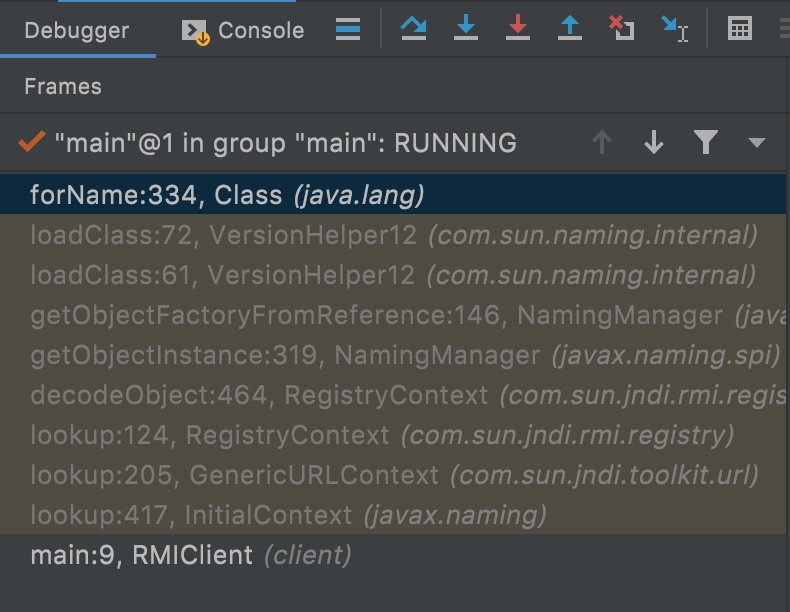 Debugger Console
Frames
"main"@1 in group "main": RUNNING
forName:334, Class (java.lang)
loadClass:72, VersionHelper12 (com.sun.naming.internal)
loadClass:61, VersionHelper12 (com.sun.naming.internal)
getObjectFactoryFromReference:146, NamingManager (java
getObjectInstance:319, NamingManager (javax.naming.spi)
decodeObject:464, RegistryContext (com.sun.jndi.rmi.regis
lookup:124, RegistryContext (com.sun.jndi.rmi.registry)
lookup:205, GenericURLContext (com.sun.jndi.toolkit.url)
lookup:417, InitialContext (javax.naming)
main:9, RMIClient (client)